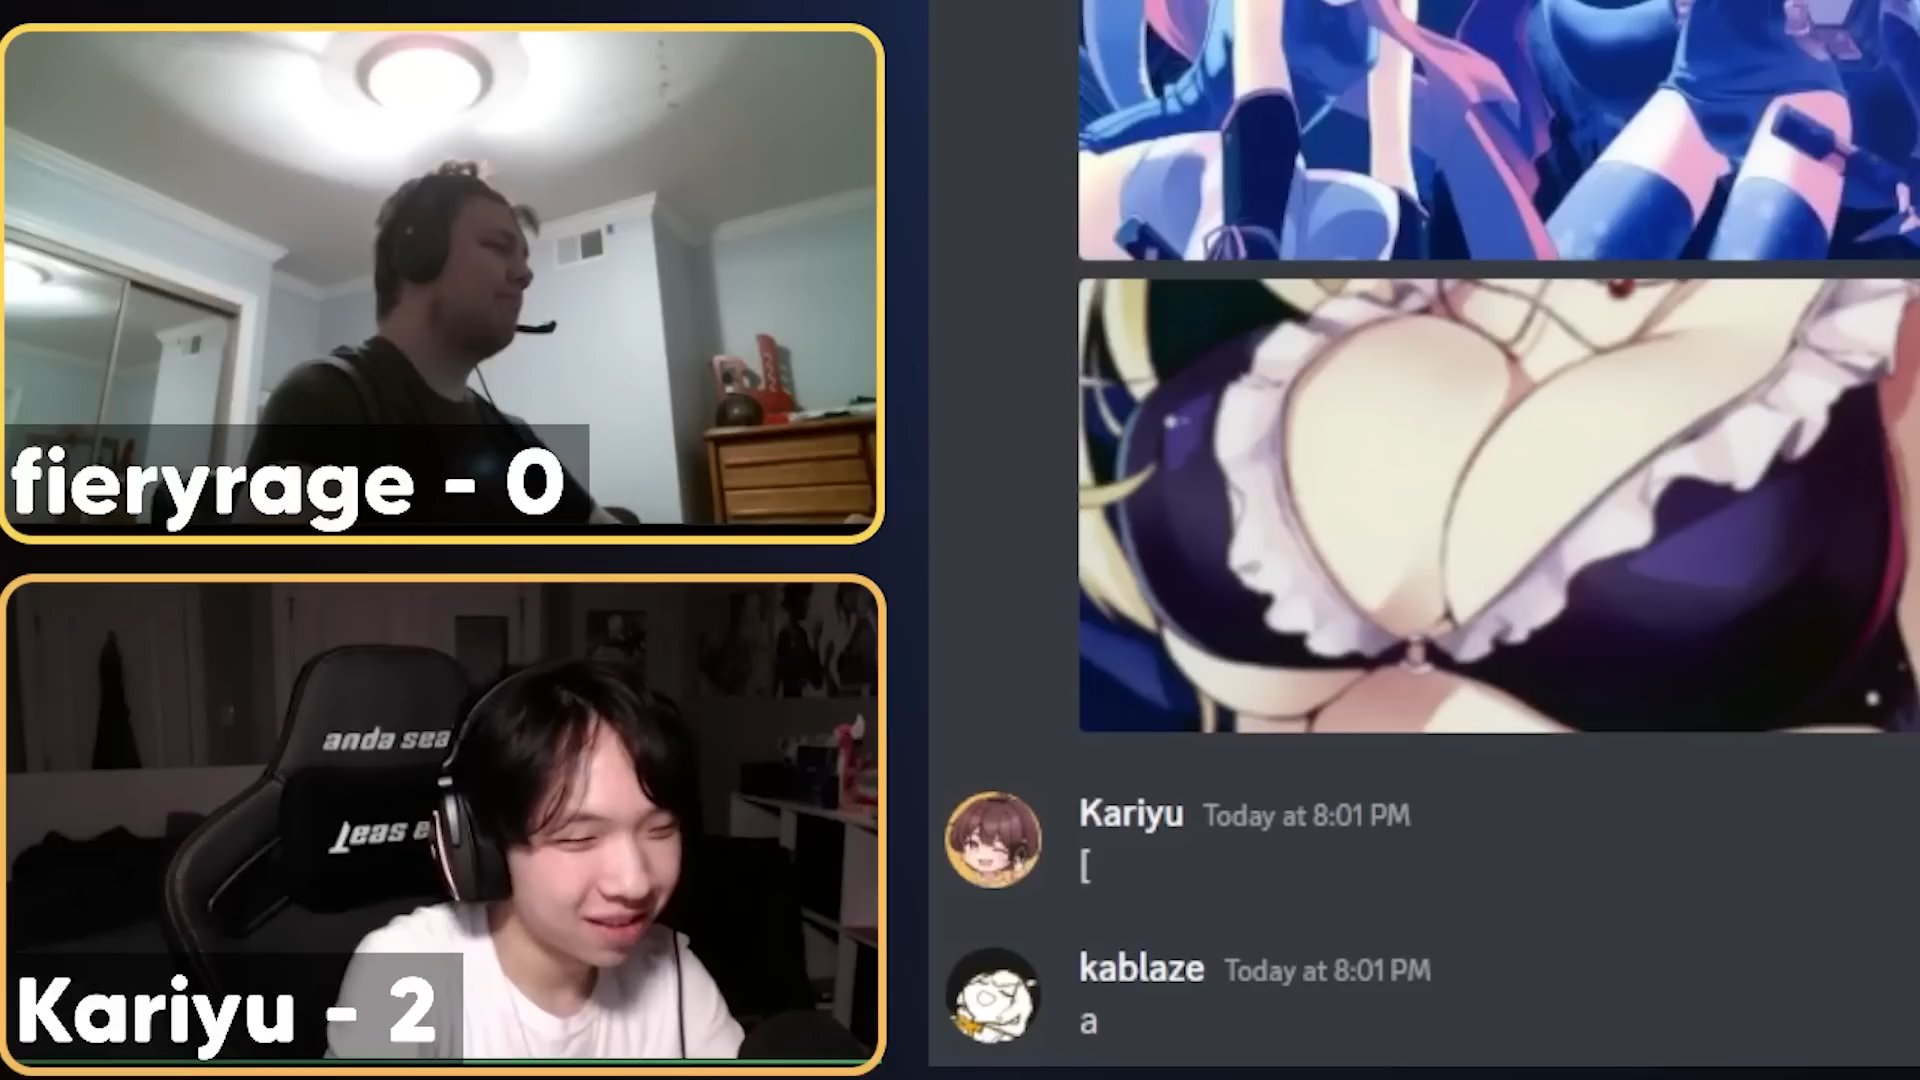 fieryrage - 0
anda sea
Kariyu - 2
Kariyu Today at 8:01 PM
[
kablaze Today at 8:01 PM
a